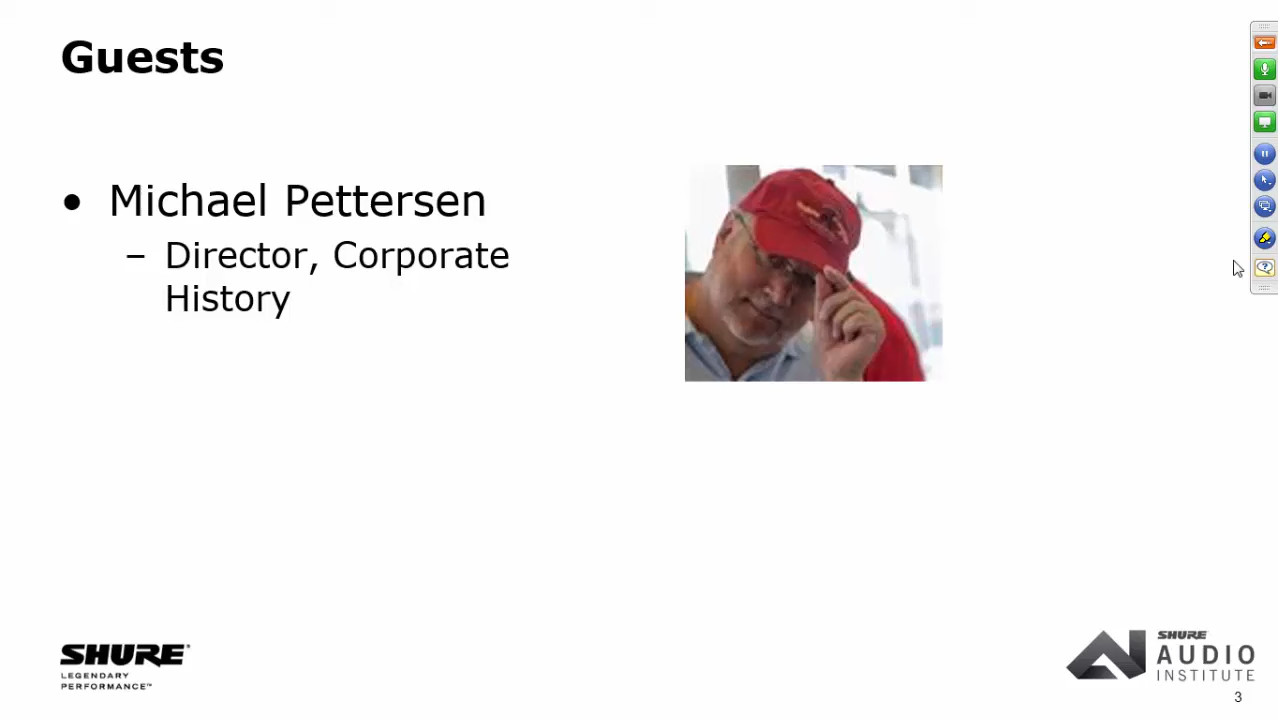 Guests
• Michael Pettersen
– Director, Corporate
History
SHURE®
LEGENDARY
PERFORMANCE™
SHURE
AUDIO
INSTITUTE
3